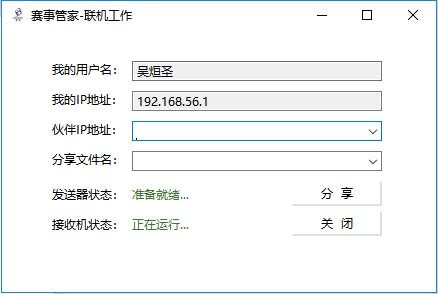 赛事管家-联机工作
我的用户名： 吴烜圣
我的IP地址： 192.168.56.1
伙伴IP地址：
分享文件名：
发送器状态： 准备就绪... 分 享
接收机状态： 正在运行... 关 闭